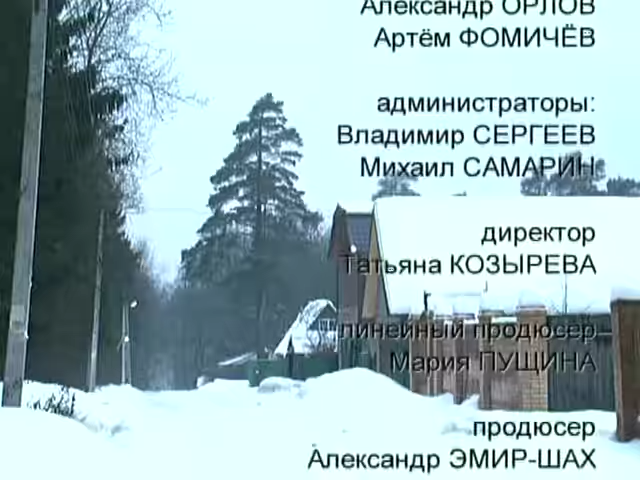 Александр ОРЛОВ
Артём ФОМИЧЁВ
администраторы:
Владимир СЕРГЕЕВ
Михаил САМАРИН
директор
Татьяна КОЗЫРЕВА
линейный продюсер
Мария ПУЩИНА
продюсер
Александр ЭМИР-ШАХ